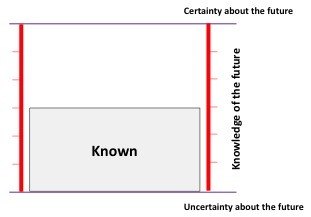 Certainty about the future
Knowledge of the future
Known
Uncertainty about the future